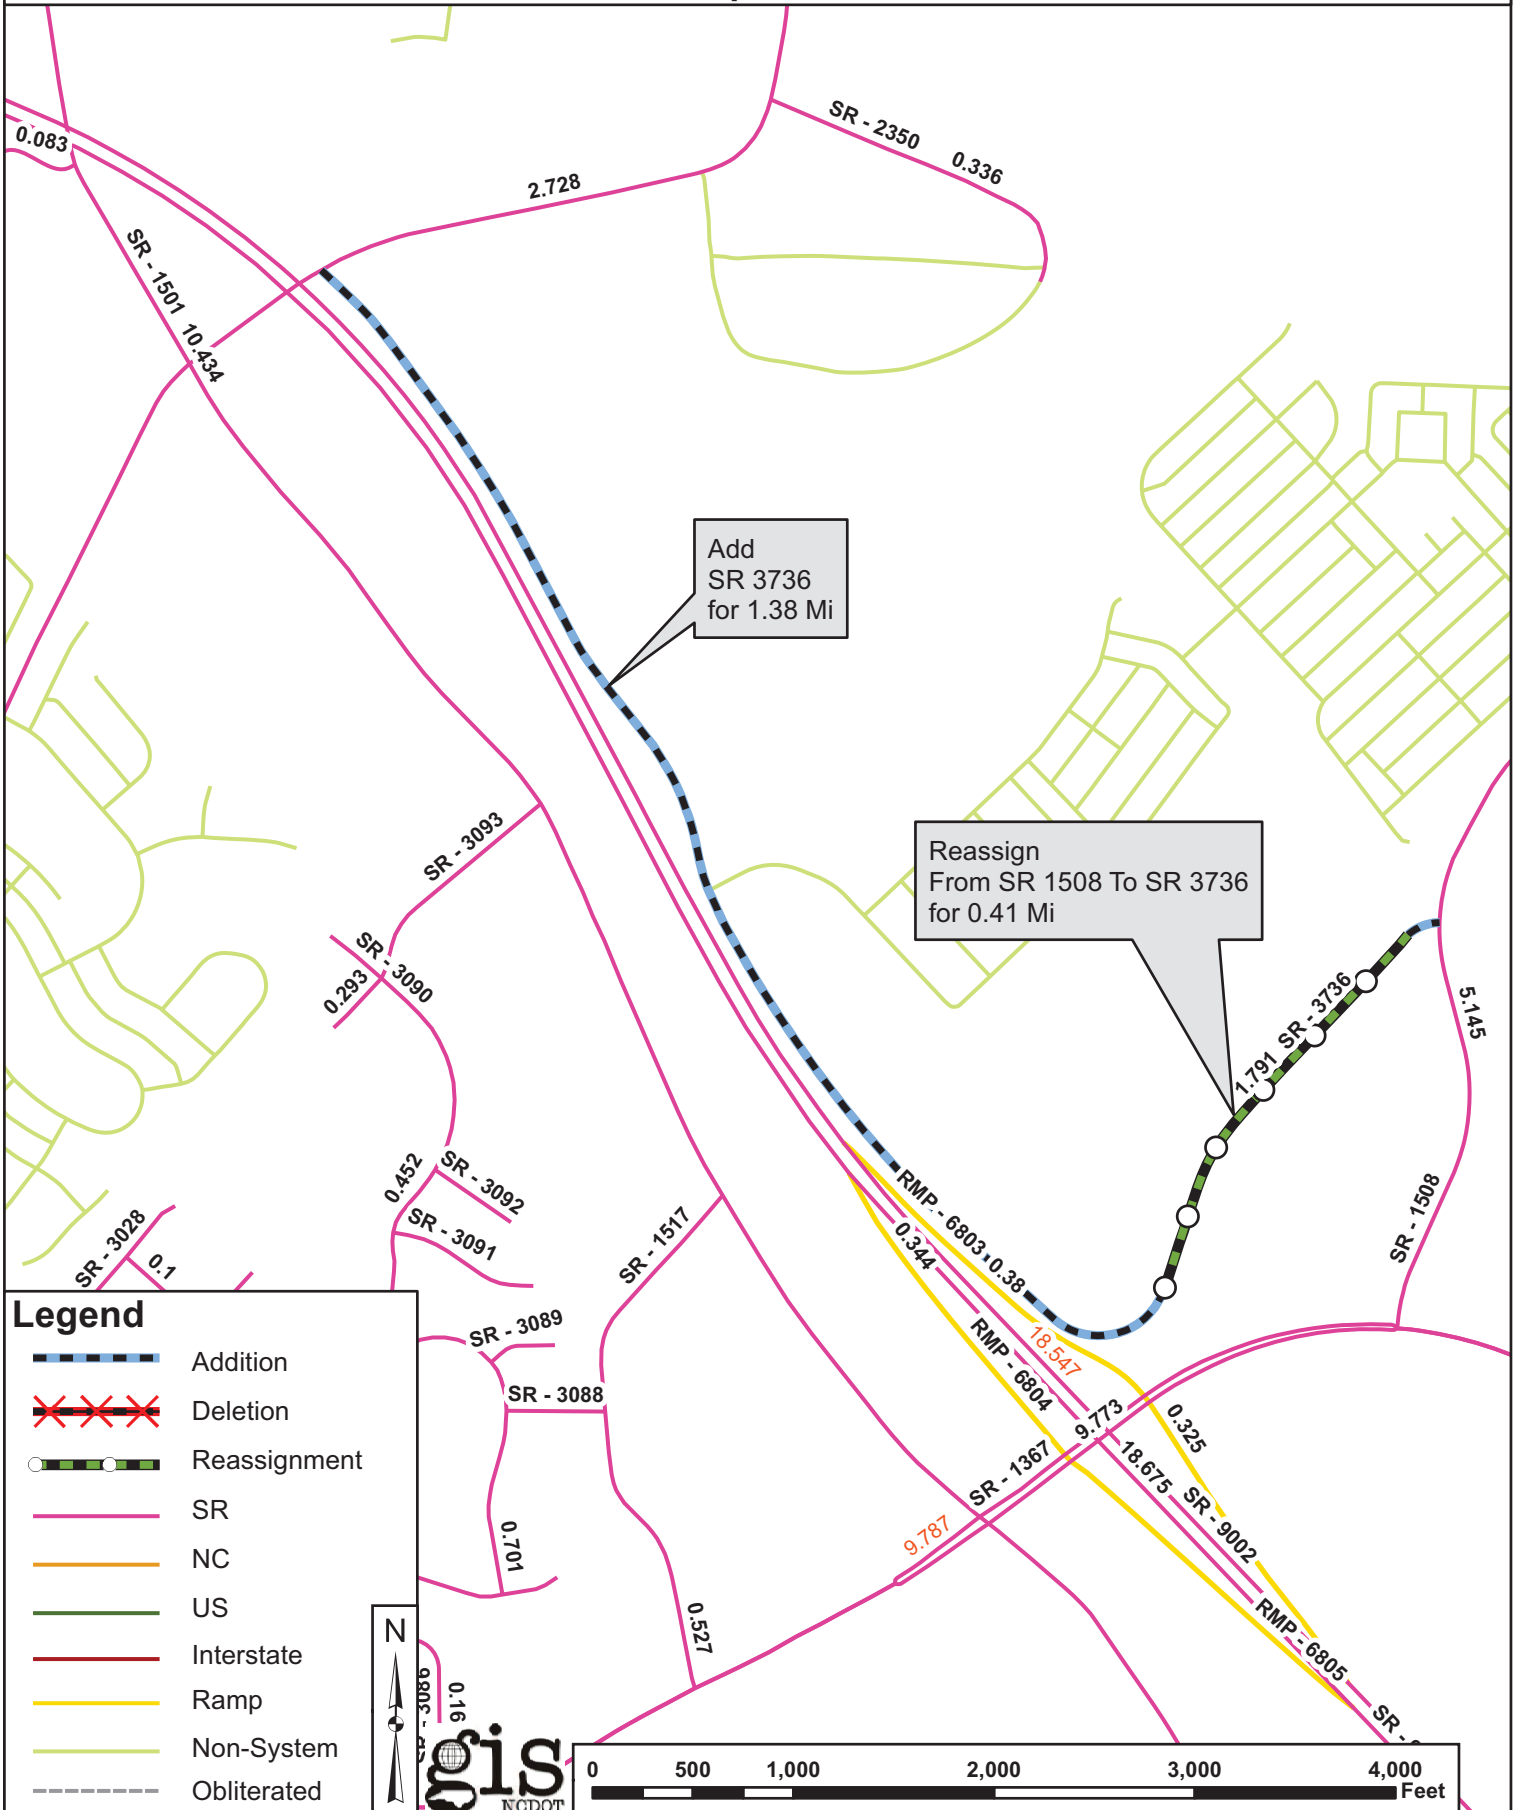 0.083
SR - 2350
0.336
2.728
SR - 1501
10.434
Add
SR 3736
for 1.38 Mi
Reassign
From SR 1508 To SR 3736
for 0.41 Mi
SR - 3093
SR - 3090
0.293
1.791
SR - 3736
5.145
SR - 1508
0.452
SR - 3092
SR - 3091
SR - 3028
0.1
SR - 1517
RMP - 6803
0.38
0.344
RMP - 6804
18.547
SR - 3089
SR - 3088
9.773
0.325
SR - 1367
18.675
SR - 9002
9.787
0.701
0.527
RMP - 6805
SR -
- 3086
0.16
Legend
Addition
Deletion
Reassignment
SR
NC
US
Interstate
Ramp
Non-System
Obliterated
N
gis
NCDOT
0 500 1,000 2,000 3,000 4,000
Feet